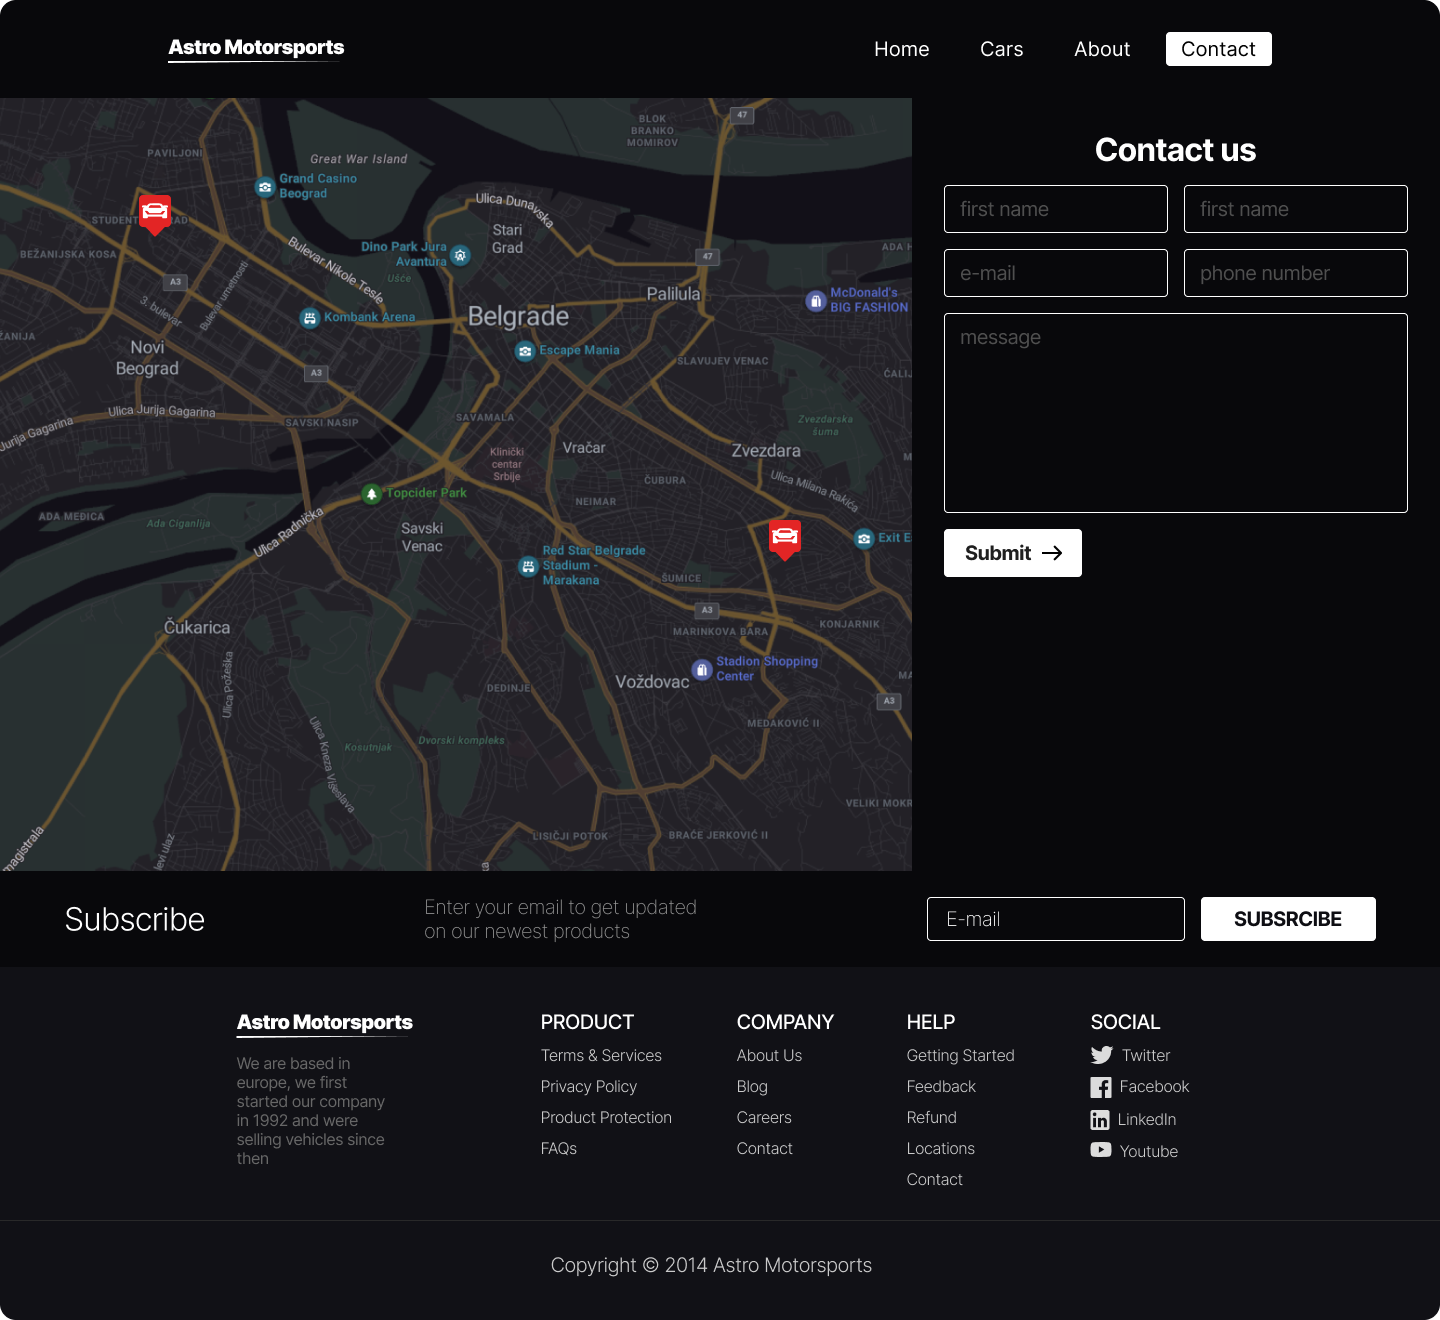 Astro Motorsports
Home
Cars
About
Contact
BLOK
BRANKO
MOMIROV
47
PAVILJONI
Great War Island
Grand Casino
Beograd
Ulica Dunavska
STUDENT
AD
Stari
Grad
BEŽANIJSKA KOSA
Bulevar Nikole Tesle
Dino Park Jura
Avantura
Ušće
ADA H
47
A3
Bulevar umetnosti
3. bulevar
Palilula
McDonald's
BIG FASHION
Kombank Arena
Belgrade
ŽANIJA
Novi
Beograd
Escape Mania
SLAVUJEV VENAC
A3
ČALIJ
Ulica Jurija Gagarina
Jurija Gagarina
SAVSKI NASIP
SAVAMALA
Zvezdarska
šuma
Klinički
centar
Srbije
Vračar
Zvezdara
M
ČUBURA
Ulica Milana Rakića
Topcider Park
NEIMAR
ADA MEĐICA
Ada Ciganlija
Ulica Radnička
Savski
Venac
Exit E
Red Star Belgrade
Stadium -
Marakana
ŠUMICE
A3
Čukarica
MARINKOVA BARA
KONJARNIK
Ulica Požeška
Stadion Shopping
Center
Voždovac
MA
DEDINJE
A3
MEDAKOVIĆ II
Ulica Kneza Višeslava
Kosutnjak
Dvorski kompleks
VELIKI MOKR
LISIČJI POTOK
BRAĆE JERKOVIĆ II
magistrala
levi ulaz
ka
Contact us
first name
first name
e-mail
phone number
message
Submit
Subscribe
Enter your email to get updated
on our newest products
E-mail
SUBSRCIBE
Astro Motorsports
We are based in
europe, we first
started our company
in 1992 and were
selling vehicles since
then
PRODUCT
Terms & Services
Privacy Policy
Product Protection
FAQs
COMPANY
About Us
Blog
Careers
Contact
HELP
Getting Started
Feedback
Refund
Locations
Contact
SOCIAL
Twitter
Facebook
LinkedIn
Youtube
Copyright © 2014 Astro Motorsports